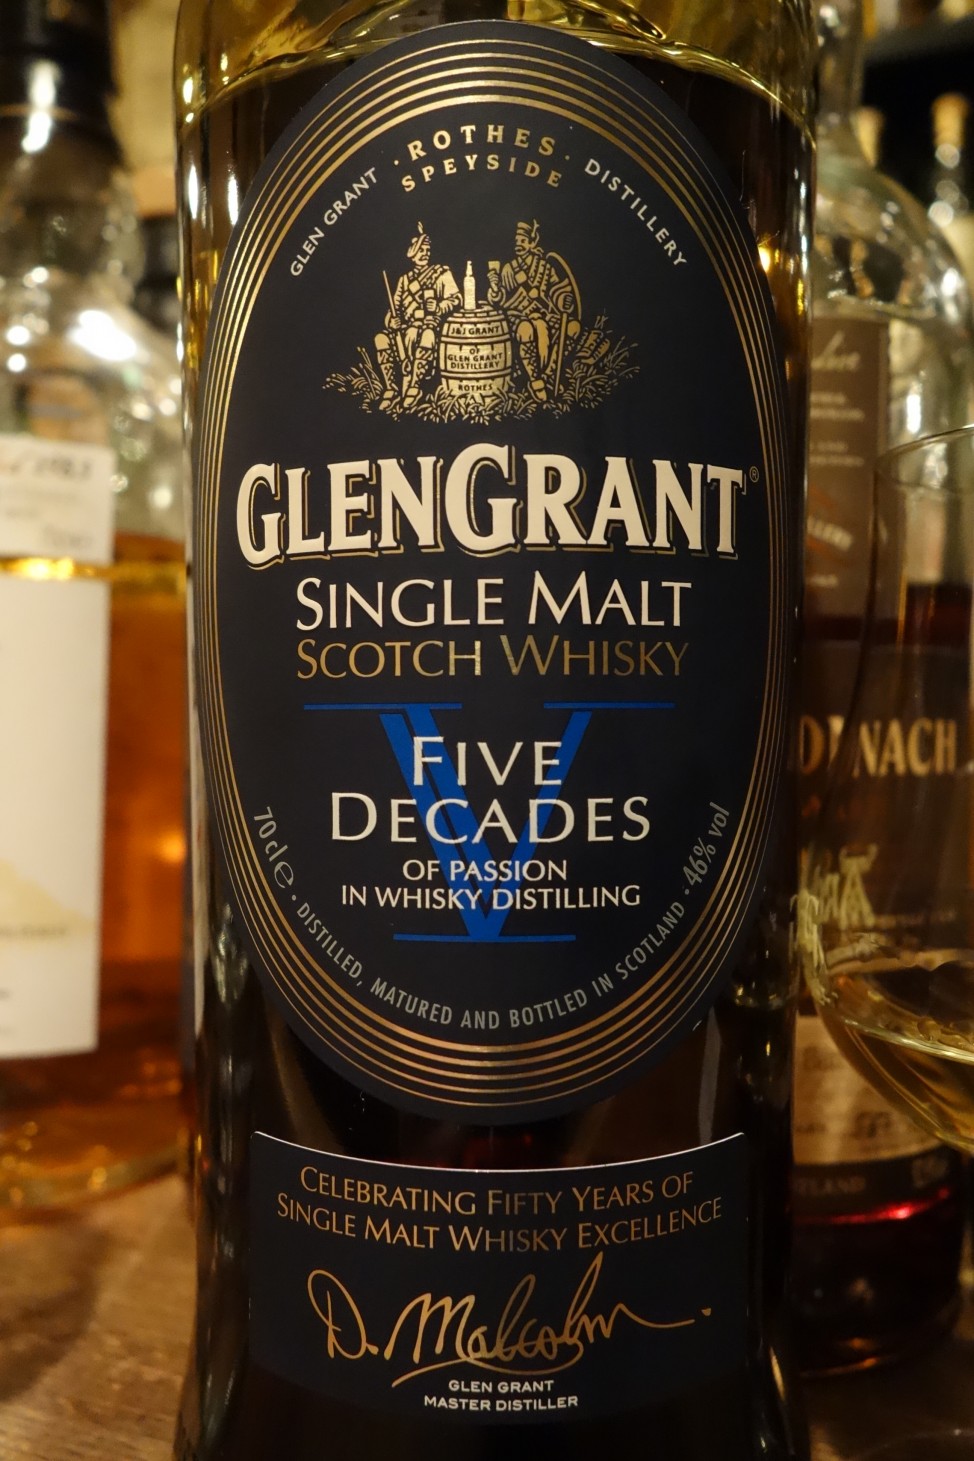 · ROTHES ·
SPEYSIDE
GLEN GRANT DISTILLERY
J&J GRANT
OF
GLEN GRANT
DISTILLERY
ROTHES
GLENGRANT®
SINGLE MALT
SCOTCH WHISKY
V
FIVE
DECADES
OF PASSION
IN WHISKY DISTILLING
70cl e · DISTILLED, MATURED AND BOTTLED IN SCOTLAND · 46% vol
CELEBRATING FIFTY YEARS OF
SINGLE MALT WHISKY EXCELLENCE
D. Malcolm
GLEN GRANT
MASTER DISTILLER
NACH